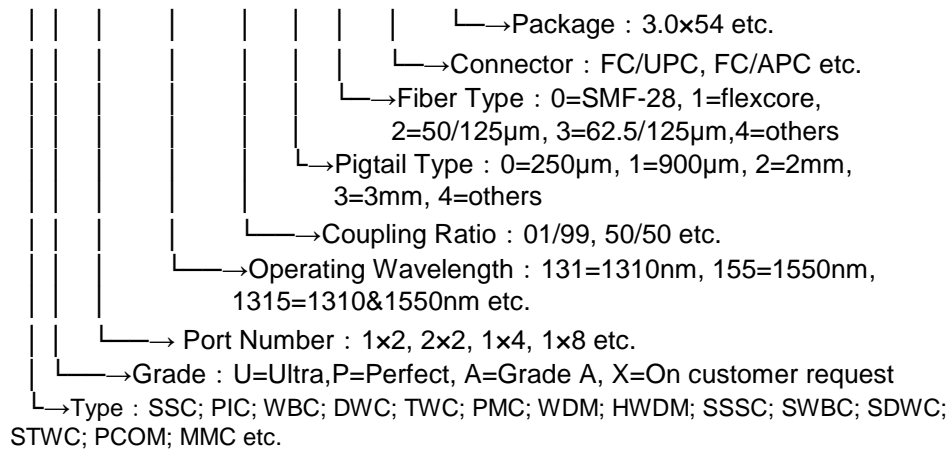 →Package：3.0×54 etc.
→Connector：FC/UPC, FC/APC etc.
→Fiber Type：0=SMF-28, 1=flexcore,
2=50/125μm, 3=62.5/125μm,4=others
→Pigtail Type：0=250μm, 1=900μm, 2=2mm,
3=3mm, 4=others
→Coupling Ratio：01/99, 50/50 etc.
→Operating Wavelength：131=1310nm, 155=1550nm,
1315=1310&1550nm etc.
→ Port Number：1×2, 2×2, 1×4, 1×8 etc.
→Grade：U=Ultra,P=Perfect, A=Grade A, X=On customer request
→Type：SSC; PIC; WBC; DWC; TWC; PMC; WDM; HWDM; SSSC; SWBC; SDWC;
STWC; PCOM; MMC etc.